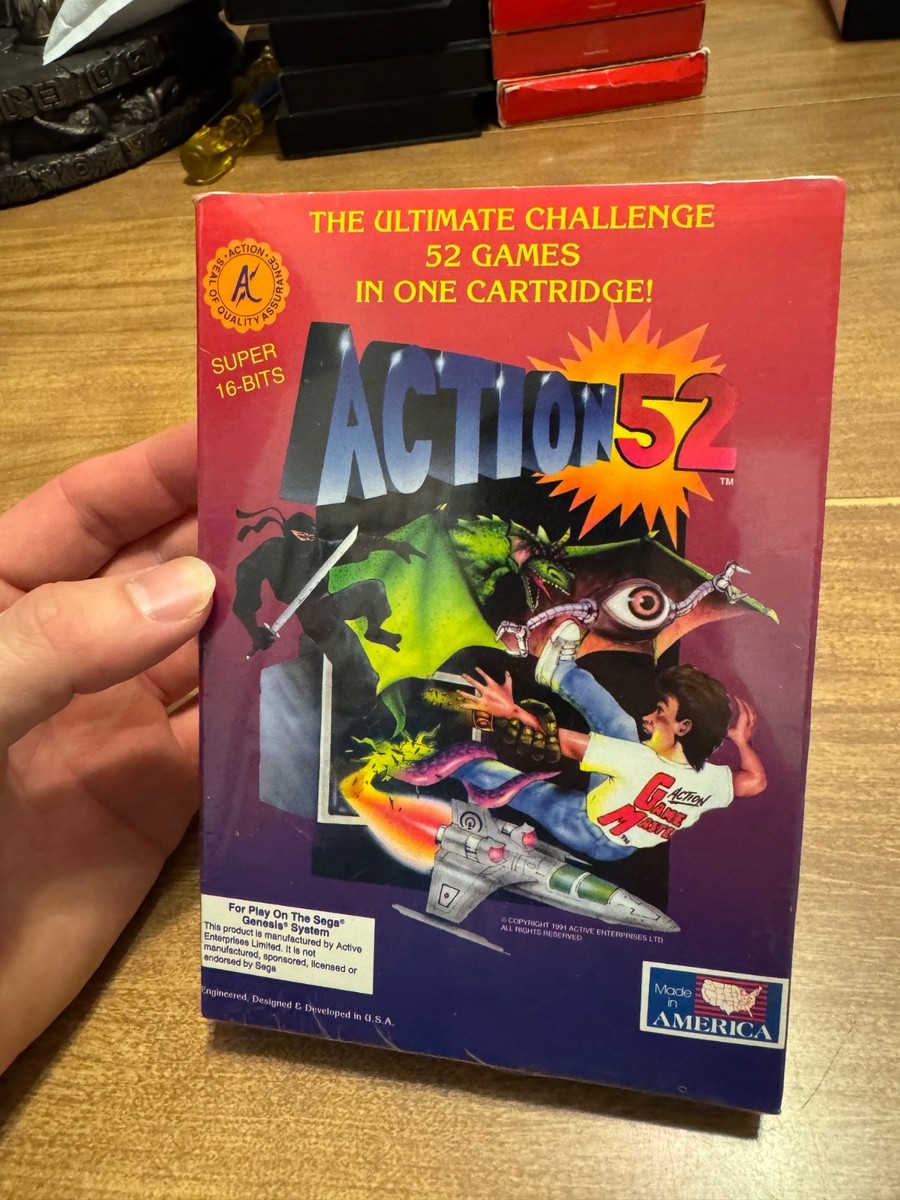 THE ULTIMATE CHALLENGE
52 GAMES
IN ONE CARTRIDGE!
• ACTION •
SEAL OF QUALITY ASSURANCE
A
SUPER
16-BITS
ACTION 52
TM
ACTION
GAME
MASTER
TM
© COPYRIGHT 1991 ACTIVE ENTERPRISES LTD.
ALL RIGHTS RESERVED
For Play On The Sega®
Genesis® System
This product is manufactured by Active
Enterprises Limited. It is not
manufactured, sponsored, licensed or
endorsed by Sega
Engineered, Designed & Developed in U.S.A.
Made
in
AMERICA